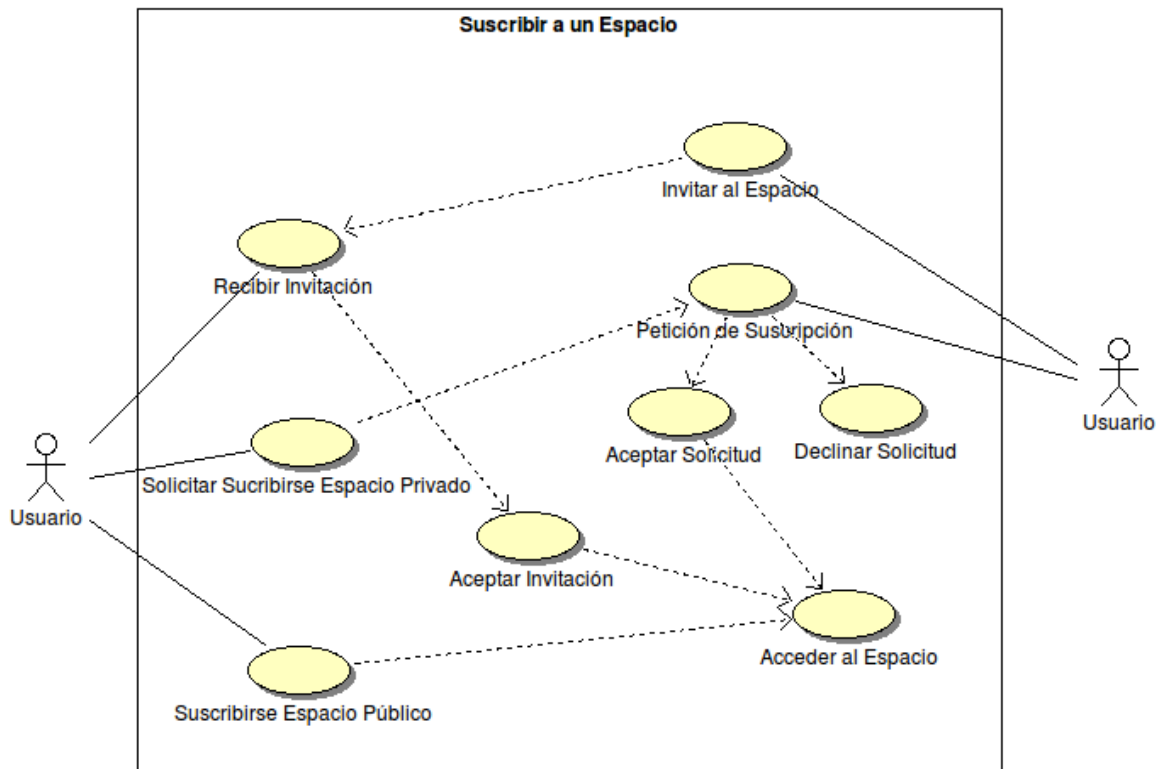 Suscribir a un Espacio
Invitar al Espacio
Recibir Invitación
Petición de Suscripción
Usuario
Aceptar Solicitud
Declinar Solicitud
Solicitar Sucribirse Espacio Privado
Usuario
Aceptar Invitación
Acceder al Espacio
Suscribirse Espacio Público